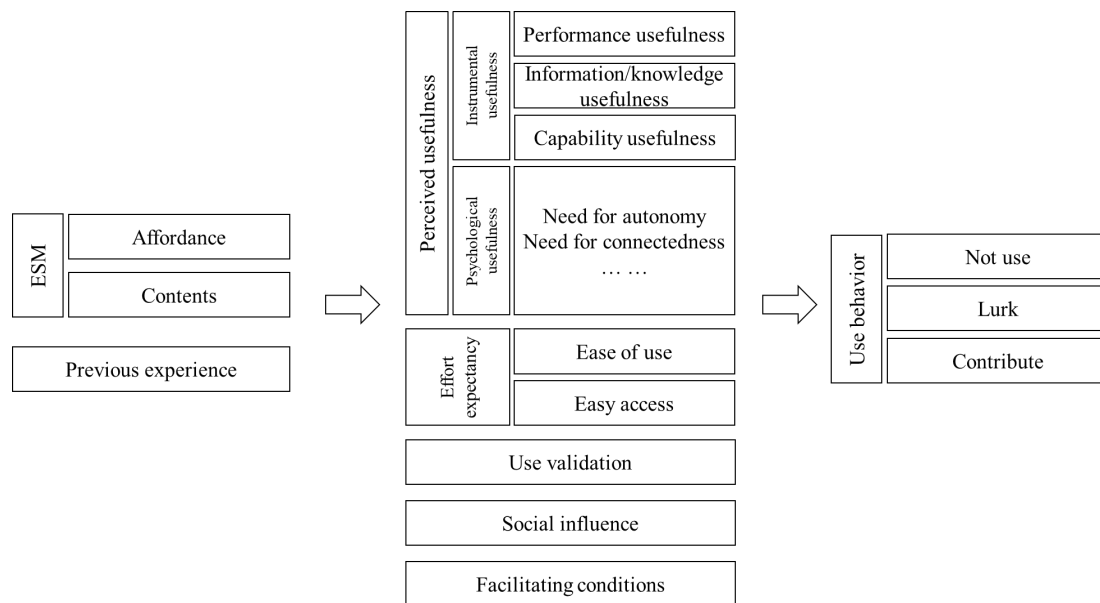 ESM
Affordance
Contents
Previous experience
Perceived usefulness
Instrumental
usefulness
Performance usefulness
Information/knowledge
usefulness
Capability usefulness
Psychological
usefulness
Need for autonomy
Need for connectedness
… …
Effort
expectancy
Ease of use
Easy access
Use validation
Social influence
Facilitating conditions
Use behavior
Not use
Lurk
Contribute